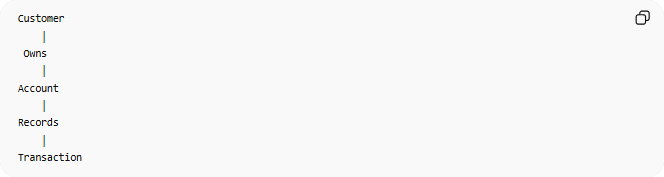 Customer
|
Owns
|
Account
|
Records
|
Transaction